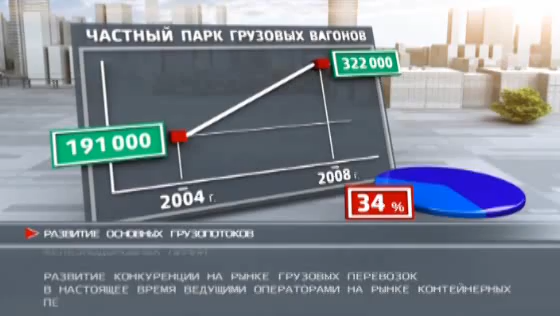 ЧАСТНЫЙ ПАРК ГРУЗОВЫХ ВАГОНОВ
322 000
191 000
2004 г.
2008 г.
34 %
РАЗВИТИЕ ОСНОВНЫХ ГРУЗОПОТОКОВ
РАЗВИТИЕ КОНКУРЕНЦИИ НА РЫНКЕ ГРУЗОВЫХ ПЕРЕВОЗОК
В НАСТОЯЩЕЕ ВРЕМЯ ВЕДУЩИМИ ОПЕРАТОРАМИ НА РЫНКЕ КОНТЕЙНЕРНЫХ
ПЕ